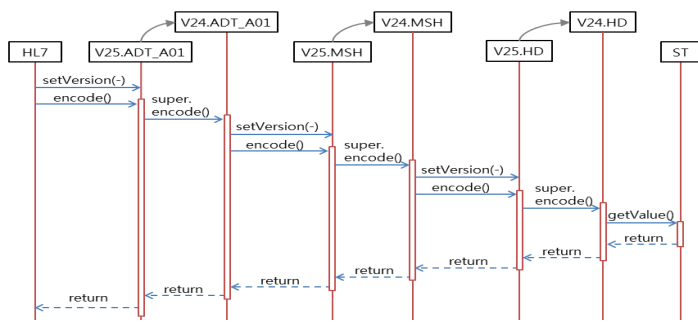 V24.ADT_A01
V24.MSH
V24.HD
HL7
V25.ADT_A01
V25.MSH
V25.HD
ST
setVersion(-)
encode()
super.
encode()
setVersion(-)
encode()
super.
encode()
setVersion(-)
encode()
super.
encode()
getValue()
return
return
return
return
return
return
return